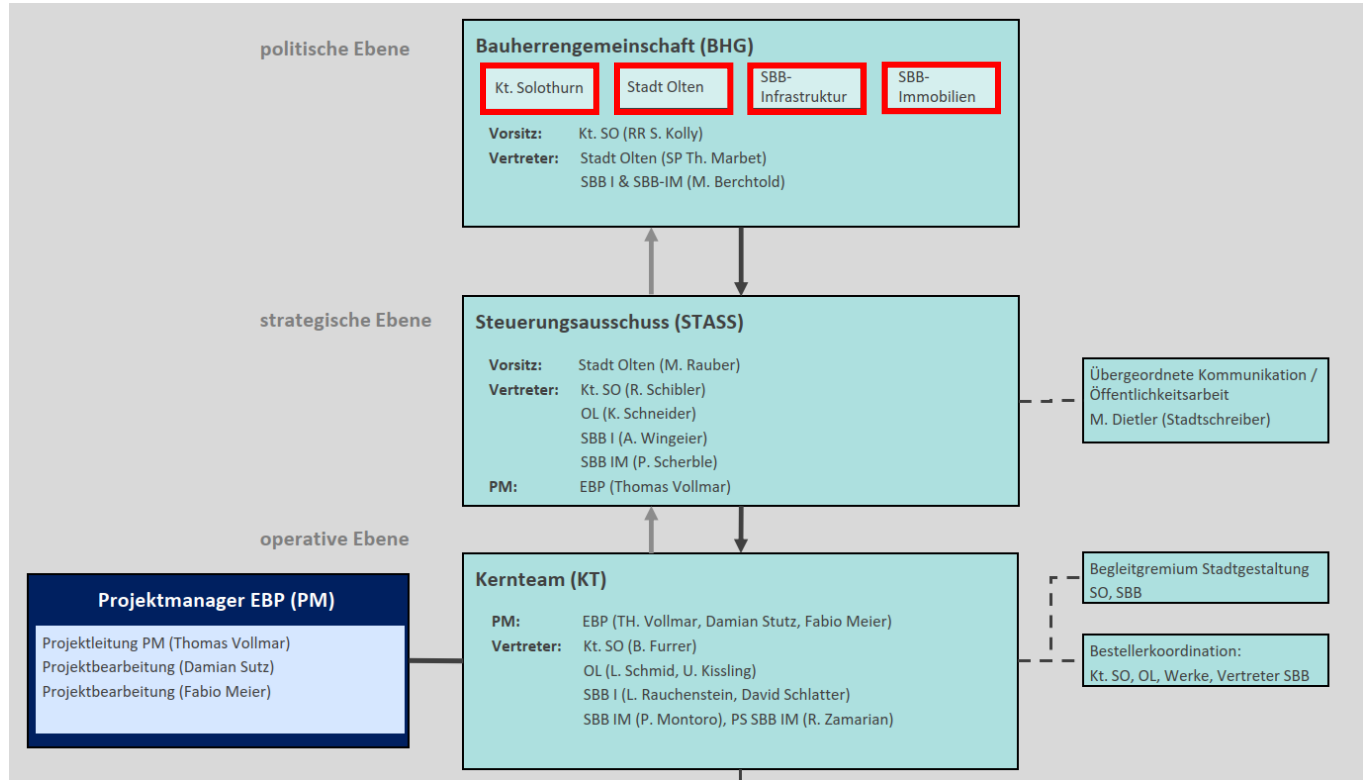 politische Ebene
Bauherrengemeinschaft (BHG)
Kt. Solothurn
Stadt Olten
SBB-
Infrastruktur
SBB-
Immobilien
Vorsitz: Kt. SO (RR S. Kolly)
Vertreter: Stadt Olten (SP Th. Marbet)
SBB I & SBB-IM (M. Berchtold)
strategische Ebene
Steuerungsausschuss (STASS)
Vorsitz: Stadt Olten (M. Rauber)
Vertreter: Kt. SO (R. Schibler)
OL (K. Schneider)
SBB I (A. Wingeier)
SBB IM (P. Scherble)
PM: EBP (Thomas Vollmar)
Übergeordnete Kommunikation /
Öffentlichkeitsarbeit
M. Dietler (Stadtschreiber)
operative Ebene
Projektmanager EBP (PM)
Projektleitung PM (Thomas Vollmar)
Projektbearbeitung (Damian Sutz)
Projektbearbeitung (Fabio Meier)
Kernteam (KT)
PM: EBP (TH. Vollmar, Damian Stutz, Fabio Meier)
Vertreter: Kt. SO (B. Furrer)
OL (L. Schmid, U. Kissling)
SBB I (L. Rauchenstein, David Schlatter)
SBB IM (P. Montoro), PS SBB IM (R. Zamarian)
Begleitgremium Stadtgestaltung
SO, SBB
Bestellerkoordination:
Kt. SO, OL, Werke, Vertreter SBB